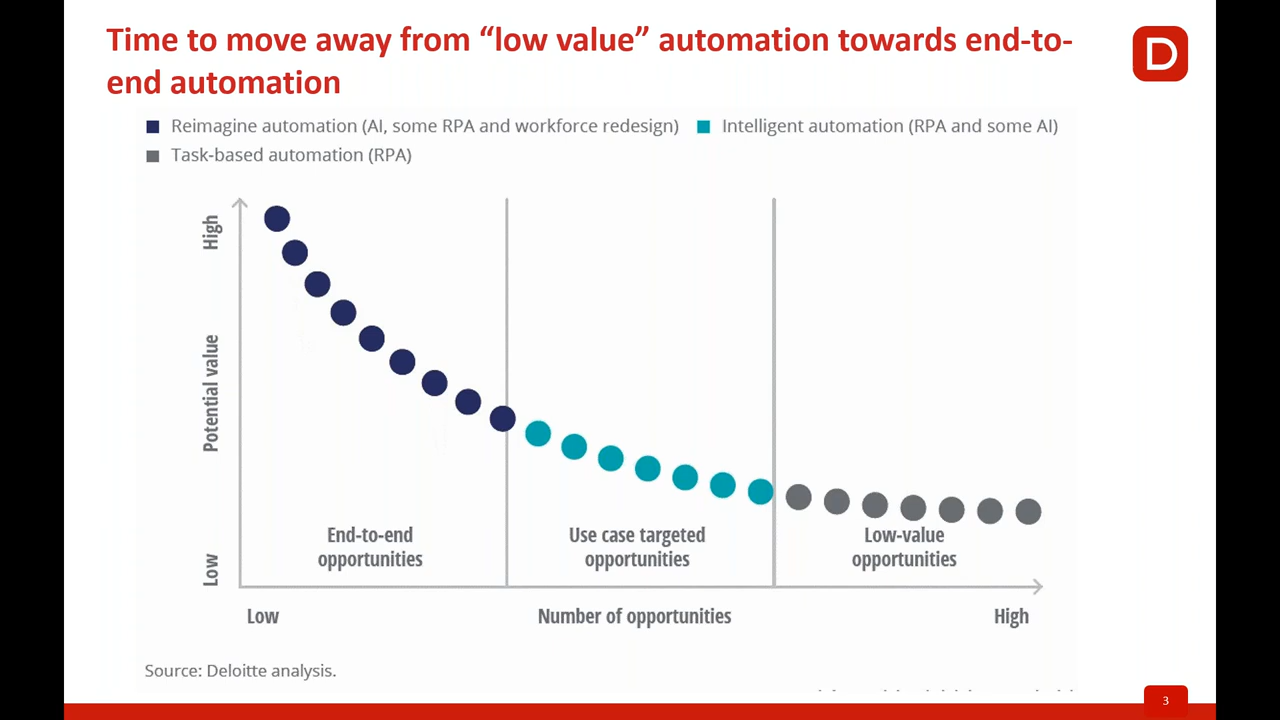 Time to move away from “low value” automation towards end-to-
end automation
D
Reimagine automation (AI, some RPA and workforce redesign)
Intelligent automation (RPA and some AI)
Task-based automation (RPA)
High
Potential value
Low
End-to-end
opportunities
Use case targeted
opportunities
Low-value
opportunities
Low
Number of opportunities
High
Source: Deloitte analysis.
3